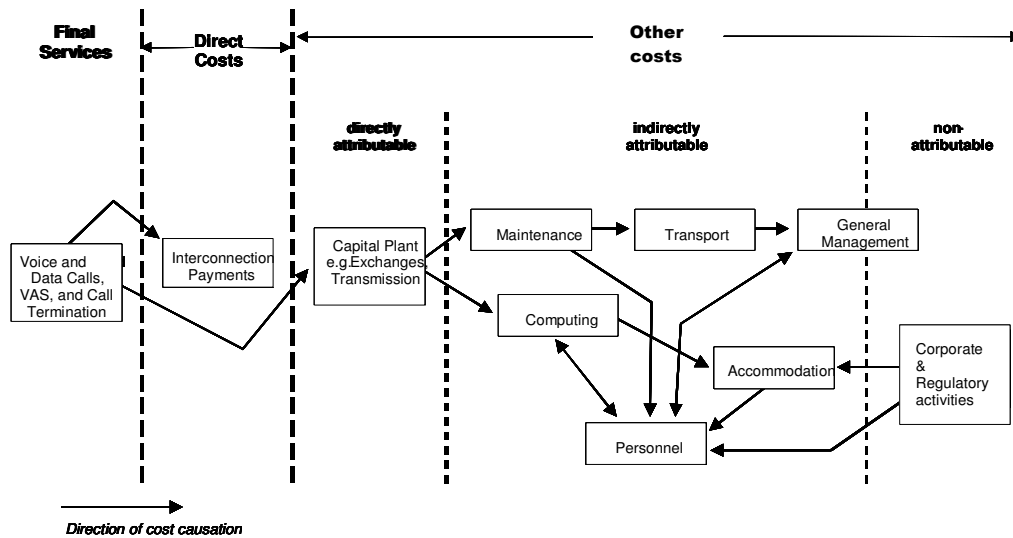 Final
Services
Direct
Costs
Other
costs
directly
attributable
indirectly
attributable
non-
attributable
Voice and
Data Calls,
VAS, and Call
Termination
Interconnection
Payments
Capital Plant
e.g.Exchanges,
Transmission
Maintenance
Transport
General
Management
Computing
Accommodation
Corporate
&
Regulatory
activities
Personnel
Direction of cost causation